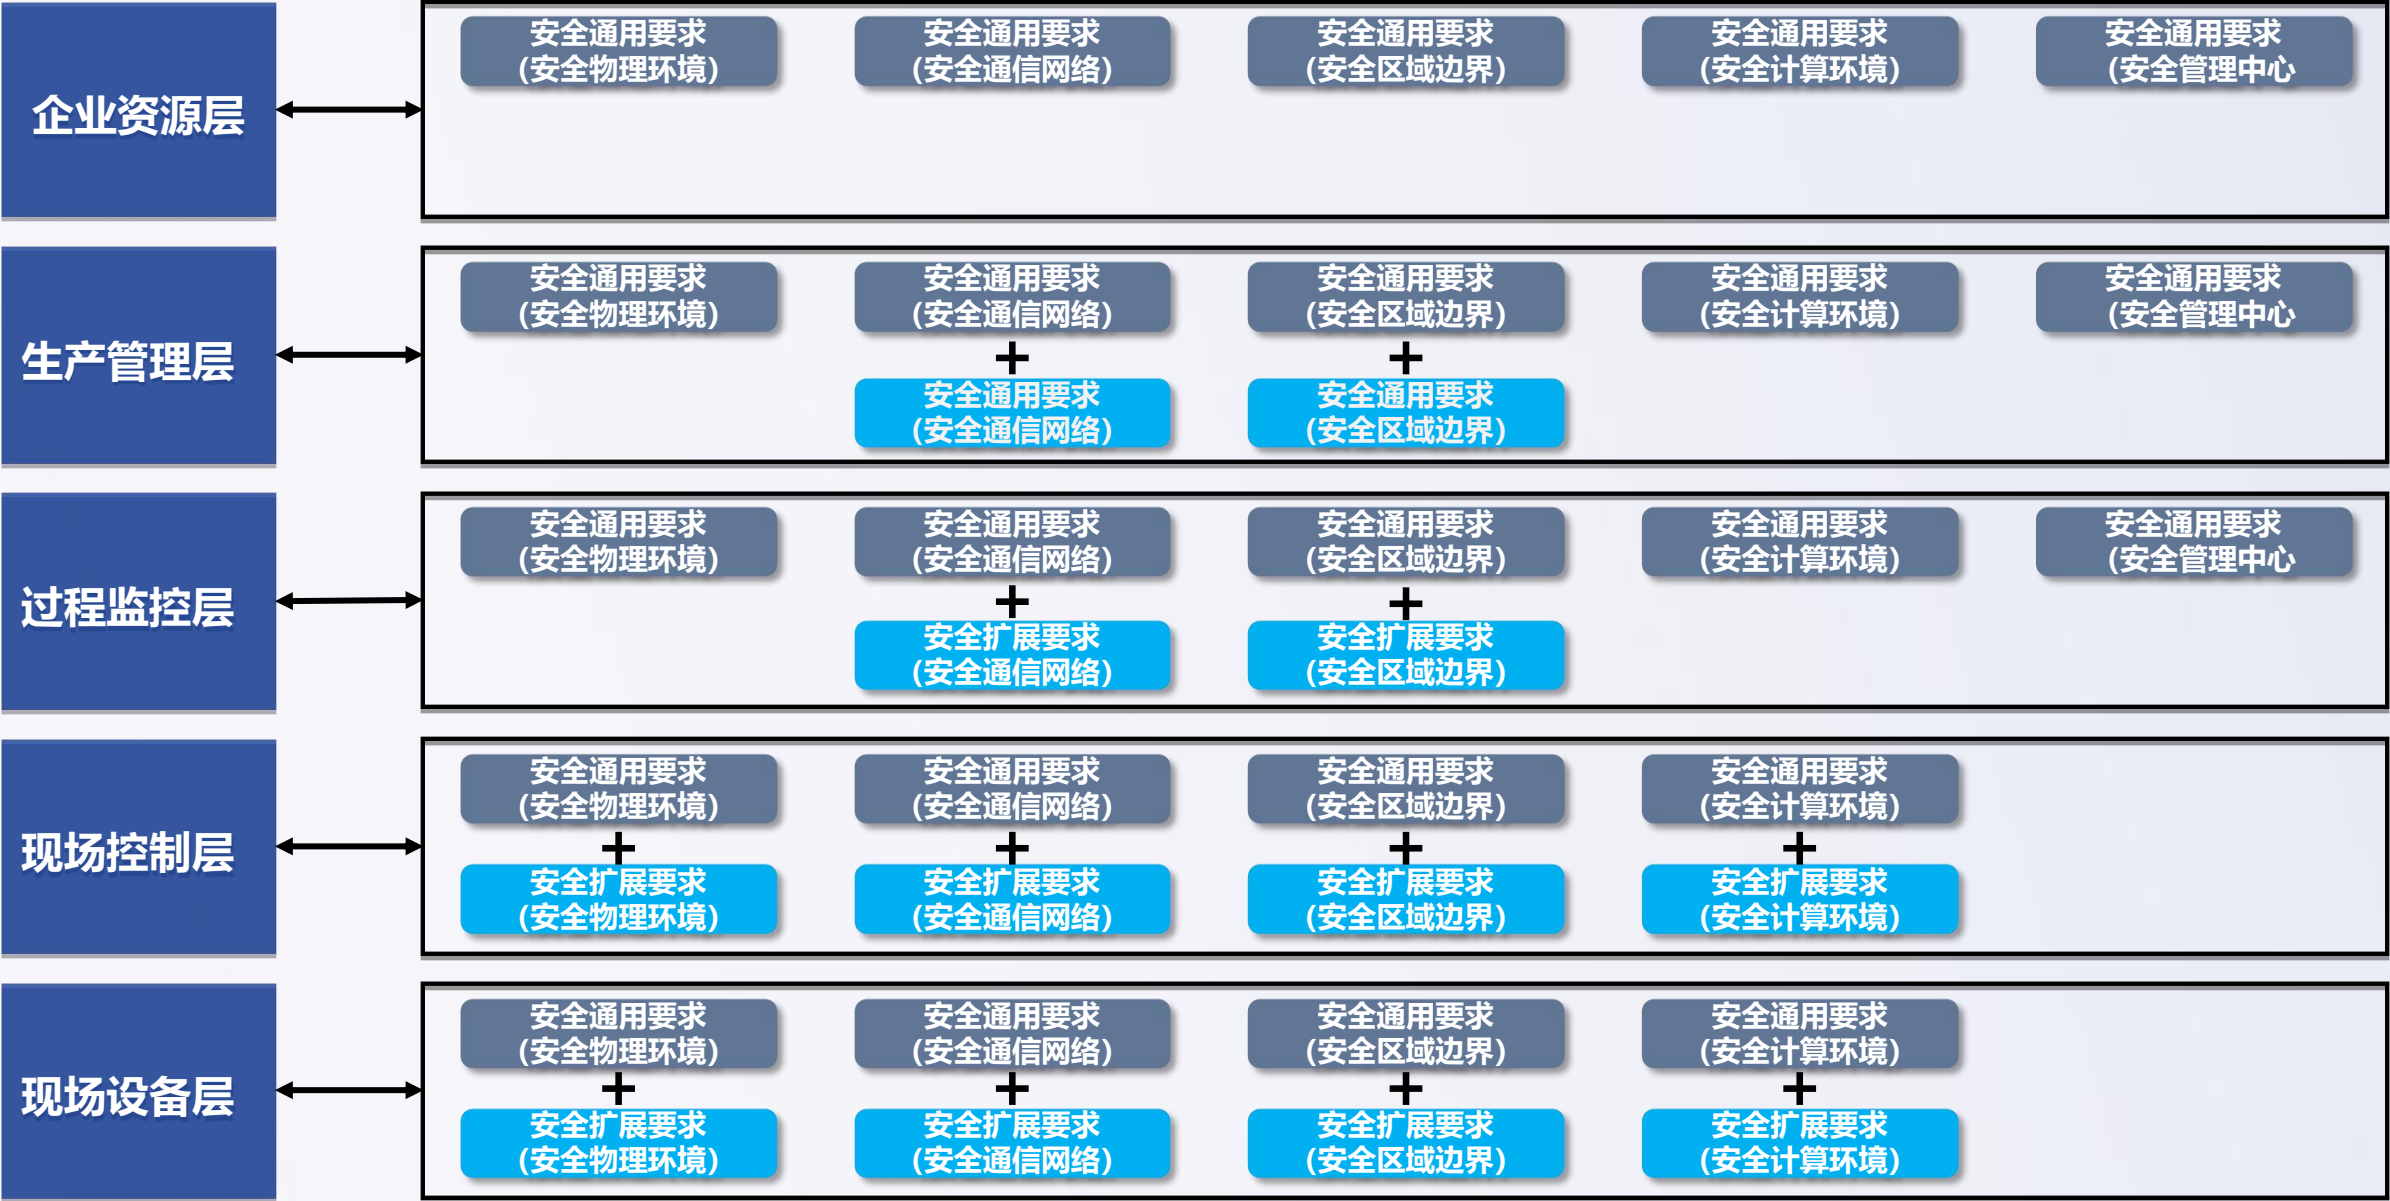 企业资源层
安全通用要求
(安全物理环境)
安全通用要求
(安全通信网络)
安全通用要求
(安全区域边界)
安全通用要求
(安全计算环境)
安全通用要求
(安全管理中心
生产管理层
安全通用要求
(安全物理环境)
安全通用要求
(安全通信网络)
+
安全通用要求
(安全通信网络)
安全通用要求
(安全区域边界)
+
安全通用要求
(安全区域边界)
安全通用要求
(安全计算环境)
安全通用要求
(安全管理中心
过程监控层
安全通用要求
(安全物理环境)
安全通用要求
(安全通信网络)
+
安全扩展要求
(安全通信网络)
安全通用要求
(安全区域边界)
+
安全扩展要求
(安全区域边界)
安全通用要求
(安全计算环境)
安全通用要求
(安全管理中心
现场控制层
安全通用要求
(安全物理环境)
+
安全扩展要求
(安全物理环境)
安全通用要求
(安全通信网络)
+
安全扩展要求
(安全通信网络)
安全通用要求
(安全区域边界)
+
安全扩展要求
(安全区域边界)
安全通用要求
(安全计算环境)
+
安全扩展要求
(安全计算环境)
现场设备层
安全通用要求
(安全物理环境)
+
安全扩展要求
(安全物理环境)
安全通用要求
(安全通信网络)
+
安全扩展要求
(安全通信网络)
安全通用要求
(安全区域边界)
+
安全扩展要求
(安全区域边界)
安全通用要求
(安全计算环境)
+
安全扩展要求
(安全计算环境)